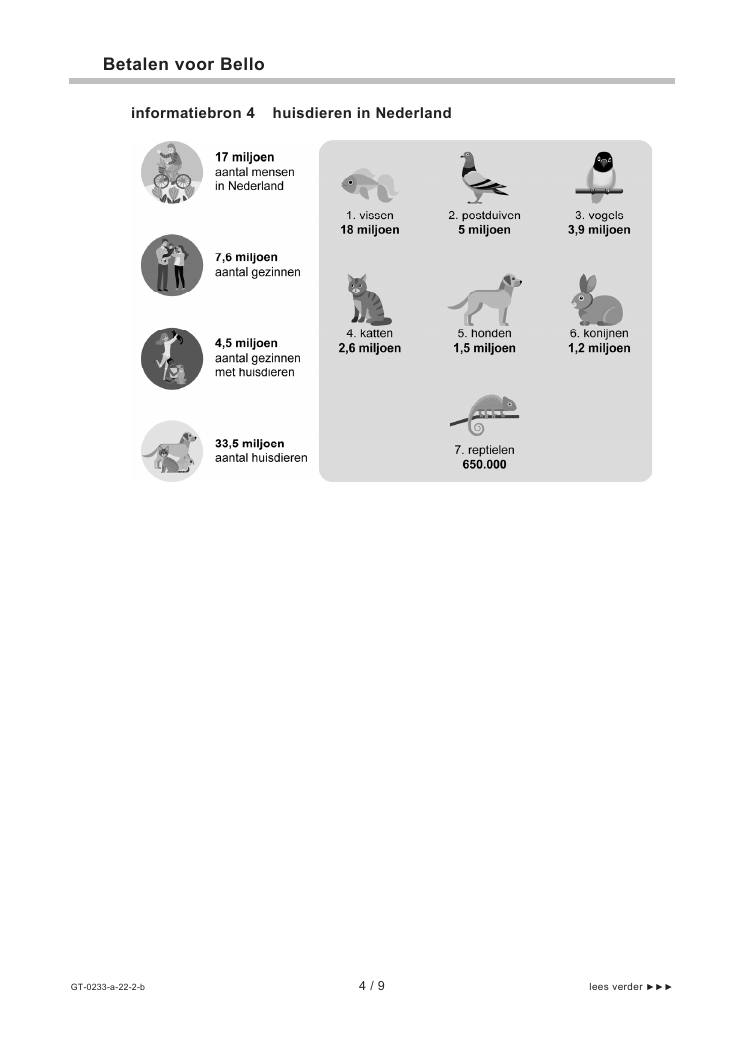 Betalen voor Bello
informatiebron 4 huisdieren in Nederland
17 miljoen
aantal mensen
in Nederland
7,6 miljoen
aantal gezinnen
4,5 miljoen
aantal gezinnen
met huisdieren
33,5 miljoen
aantal huisdieren
1. vissen
18 miljoen
2. postduiven
5 miljoen
3. vogels
3,9 miljoen
4. katten
2,6 miljoen
5. honden
1,5 miljoen
6. konijnen
1,2 miljoen
7. reptielen
650.000
GT-0233-a-22-2-b
4 / 9
lees verder ►►►